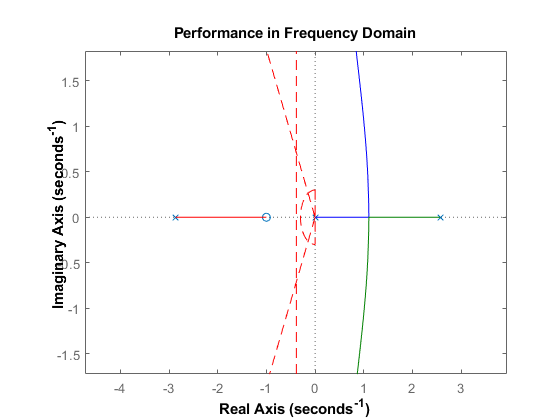 Performance in Frequency Domain
1.5
1
0.5
0
-0.5
-1
-1.5
Imaginary Axis (seconds⁻¹)
-4 -3 -2 -1 0 1 2 3
Real Axis (seconds⁻¹)